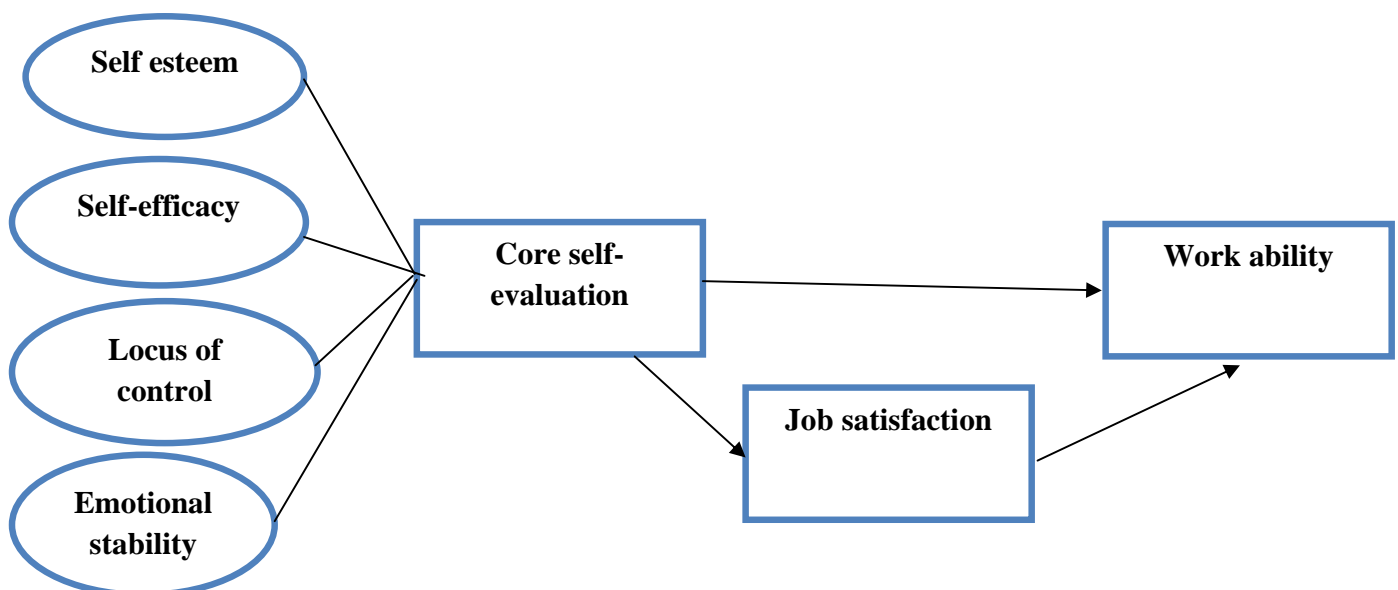 Self esteem
Self-efficacy
Locus of
control
Emotional
stability
Core self-
evaluation
Job satisfaction
Work ability